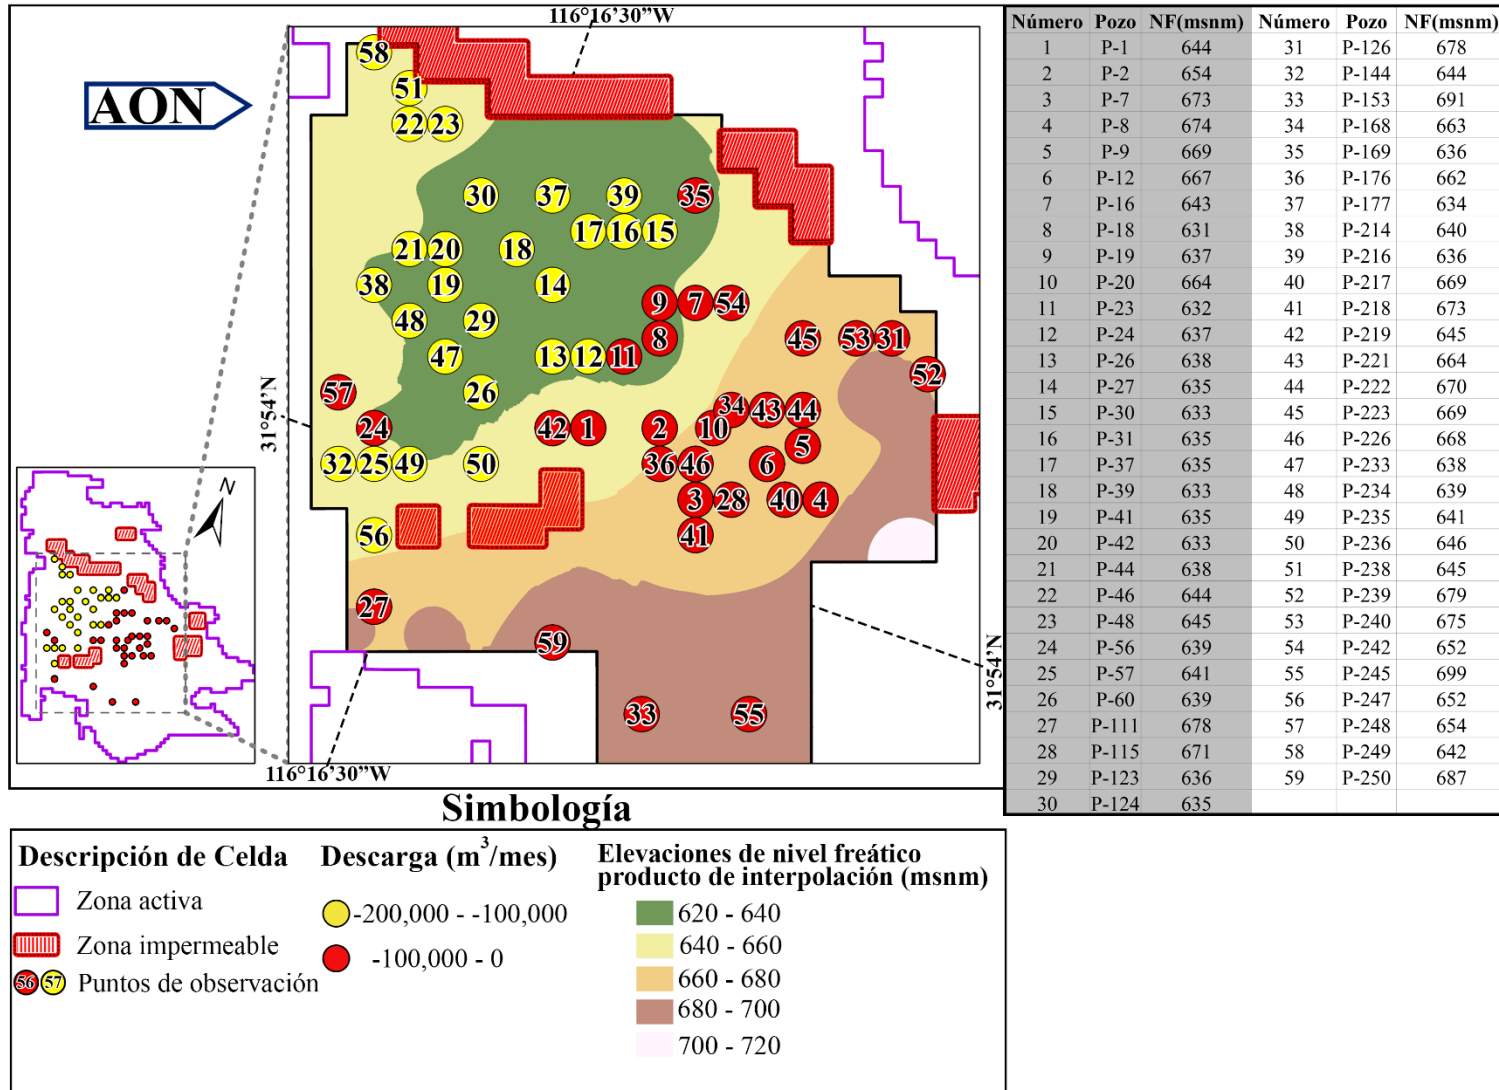 116°16'30"W
AON
58
51
22 23
30 37 39 35
17 16 15
21 20 18
38 19 14
9 7 54
48 29
8 45 53 31
47 13 12 11
52
57 26
34 43 44
24 42 1 2 10
5
32 25 49 50 36 46 6
3 28 40 4
56 41
27
59
33 55
31°54'N
31°54'N
116°16'30"W
N
Número Pozo NF(msnm) Número Pozo NF(msnm)
1 P-1 644 31 P-126 678
2 P-2 654 32 P-144 644
3 P-7 673 33 P-153 691
4 P-8 674 34 P-168 663
5 P-9 669 35 P-169 636
6 P-12 667 36 P-176 662
7 P-16 643 37 P-177 634
8 P-18 631 38 P-214 640
9 P-19 637 39 P-216 636
10 P-20 664 40 P-217 669
11 P-23 632 41 P-218 673
12 P-24 637 42 P-219 645
13 P-26 638 43 P-221 664
14 P-27 635 44 P-222 670
15 P-30 633 45 P-223 669
16 P-31 635 46 P-226 668
17 P-37 635 47 P-233 638
18 P-39 633 48 P-234 639
19 P-41 635 49 P-235 641
20 P-42 633 50 P-236 646
21 P-44 638 51 P-238 645
22 P-46 644 52 P-239 679
23 P-48 645 53 P-240 675
24 P-56 639 54 P-242 652
25 P-57 641 55 P-245 699
26 P-60 639 56 P-247 652
27 P-111 678 57 P-248 654
28 P-115 671 58 P-249 642
29 P-123 636 59 P-250 687
30 P-124 635
Simbología
Descripción de Celda
Zona activa
Zona impermeable
56 57 Puntos de observación
Descarga (m³/mes)
-200,000 - -100,000
-100,000 - 0
Elevaciones de nivel freático
producto de interpolación (msnm)
620 - 640
640 - 660
660 - 680
680 - 700
700 - 720